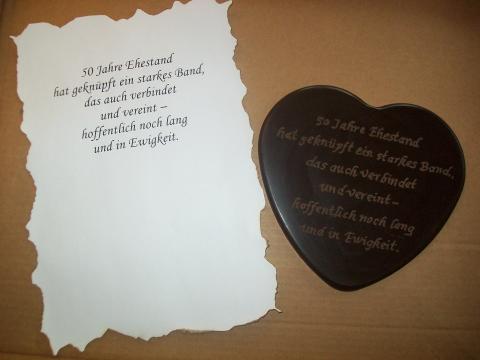 50 Jahre Ehestand
hat geknüpft ein starkes Band,
das auch verbindet
und vereint –
hoffentlich noch lang
und in Ewigkeit.
50 Jahre Ehestand
hat geknüpft ein starkes Band,
das auch verbindet
und vereint –
hoffentlich noch lang
und in Ewigkeit.